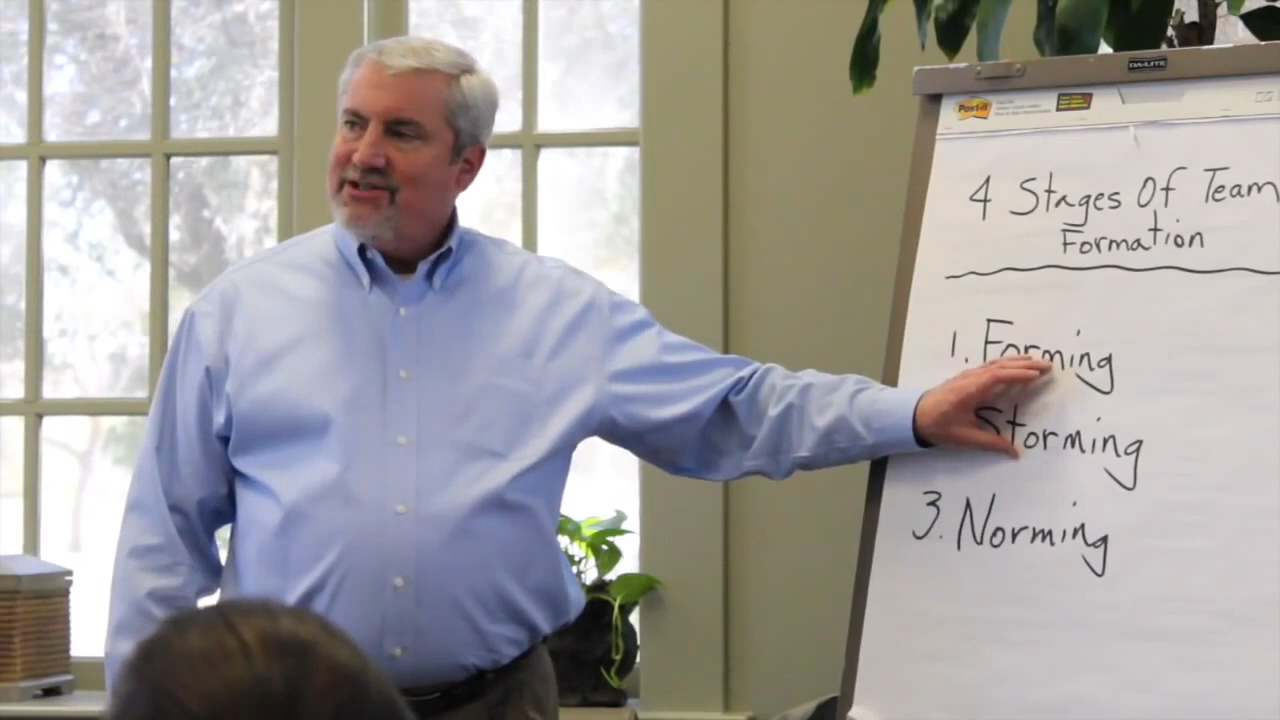 DA-LITE
Post-it
4 Stages Of Team
Formation
1. Forming
Storming
3. Norming